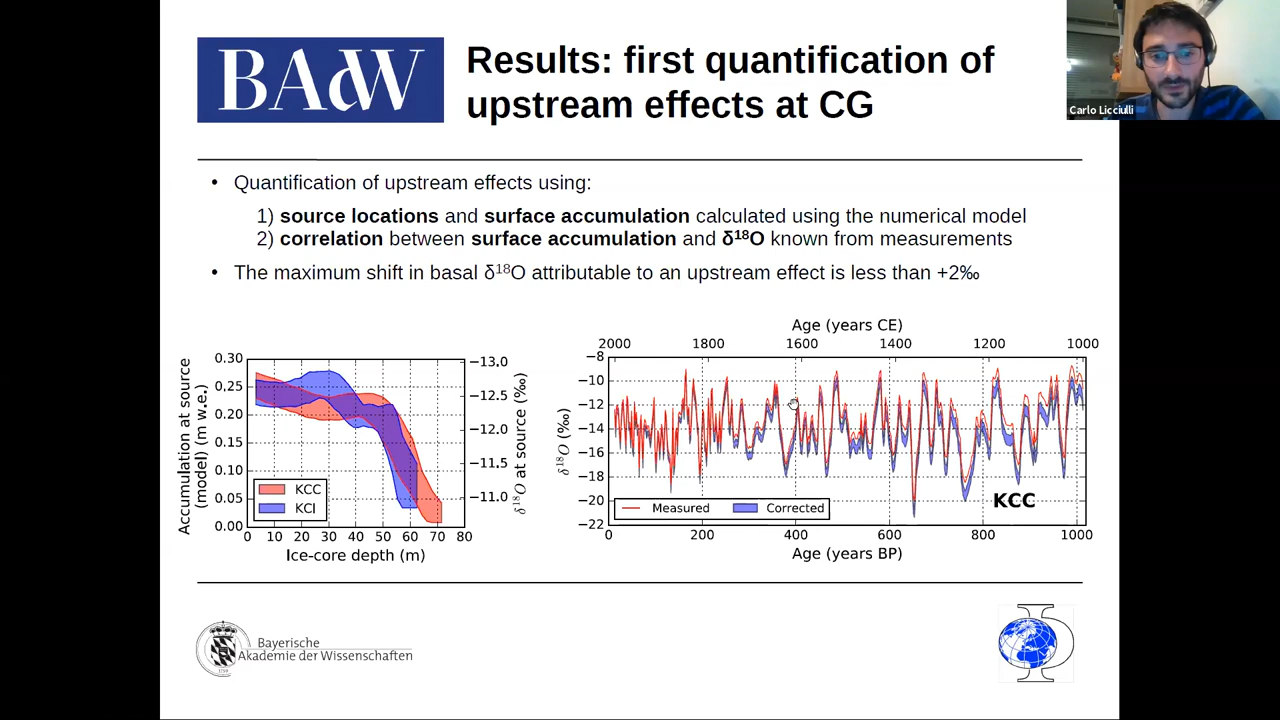 BAdW
Results: first quantification of
upstream effects at CG
Carlo Licciulli
• Quantification of upstream effects using:
1) source locations and surface accumulation calculated using the numerical model
2) correlation between surface accumulation and δ¹⁸O known from measurements
• The maximum shift in basal δ¹⁸O attributable to an upstream effect is less than +2‰
Accumulation at source
(model) (m w.e.)
0.30
0.25
0.20
0.15
0.10
0.05
0.00
−13.0
−12.5
−12.0
−11.5
−11.0
δ¹⁸O at source (‰)
KCC
KCI
0 10 20 30 40 50 60 70 80
Ice-core depth (m)
Age (years CE)
2000 1800 1600 1400 1200 1000
δ¹⁸O (‰)
−8
−10
−12
−14
−16
−18
−20
−22
Measured Corrected
KCC
0 200 400 600 800 1000
Age (years BP)
Bayerische
Akademie der Wissenschaften
1759